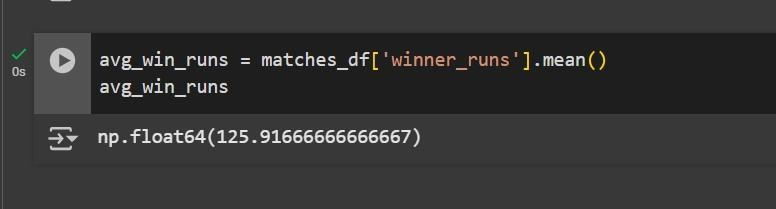 avg_win_runs = matches_df['winner_runs'].mean()
avg_win_runs
0s
np.float64(125.91666666666667)